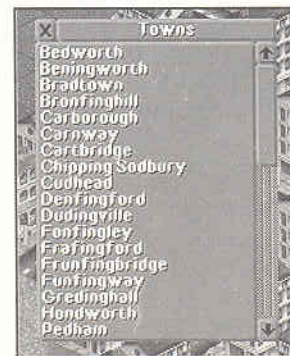 X Towns
Bedworth
Beningworth
Bradtown
Bronfinghill
Carborough
Carnway
Cartbridge
Chipping Sodbury
Cudhead
Denfingford
Dudingville
Fonfingley
Frafingford
Frunfingbridge
Funfingway
Gredinghall
Hondworth
Pedham